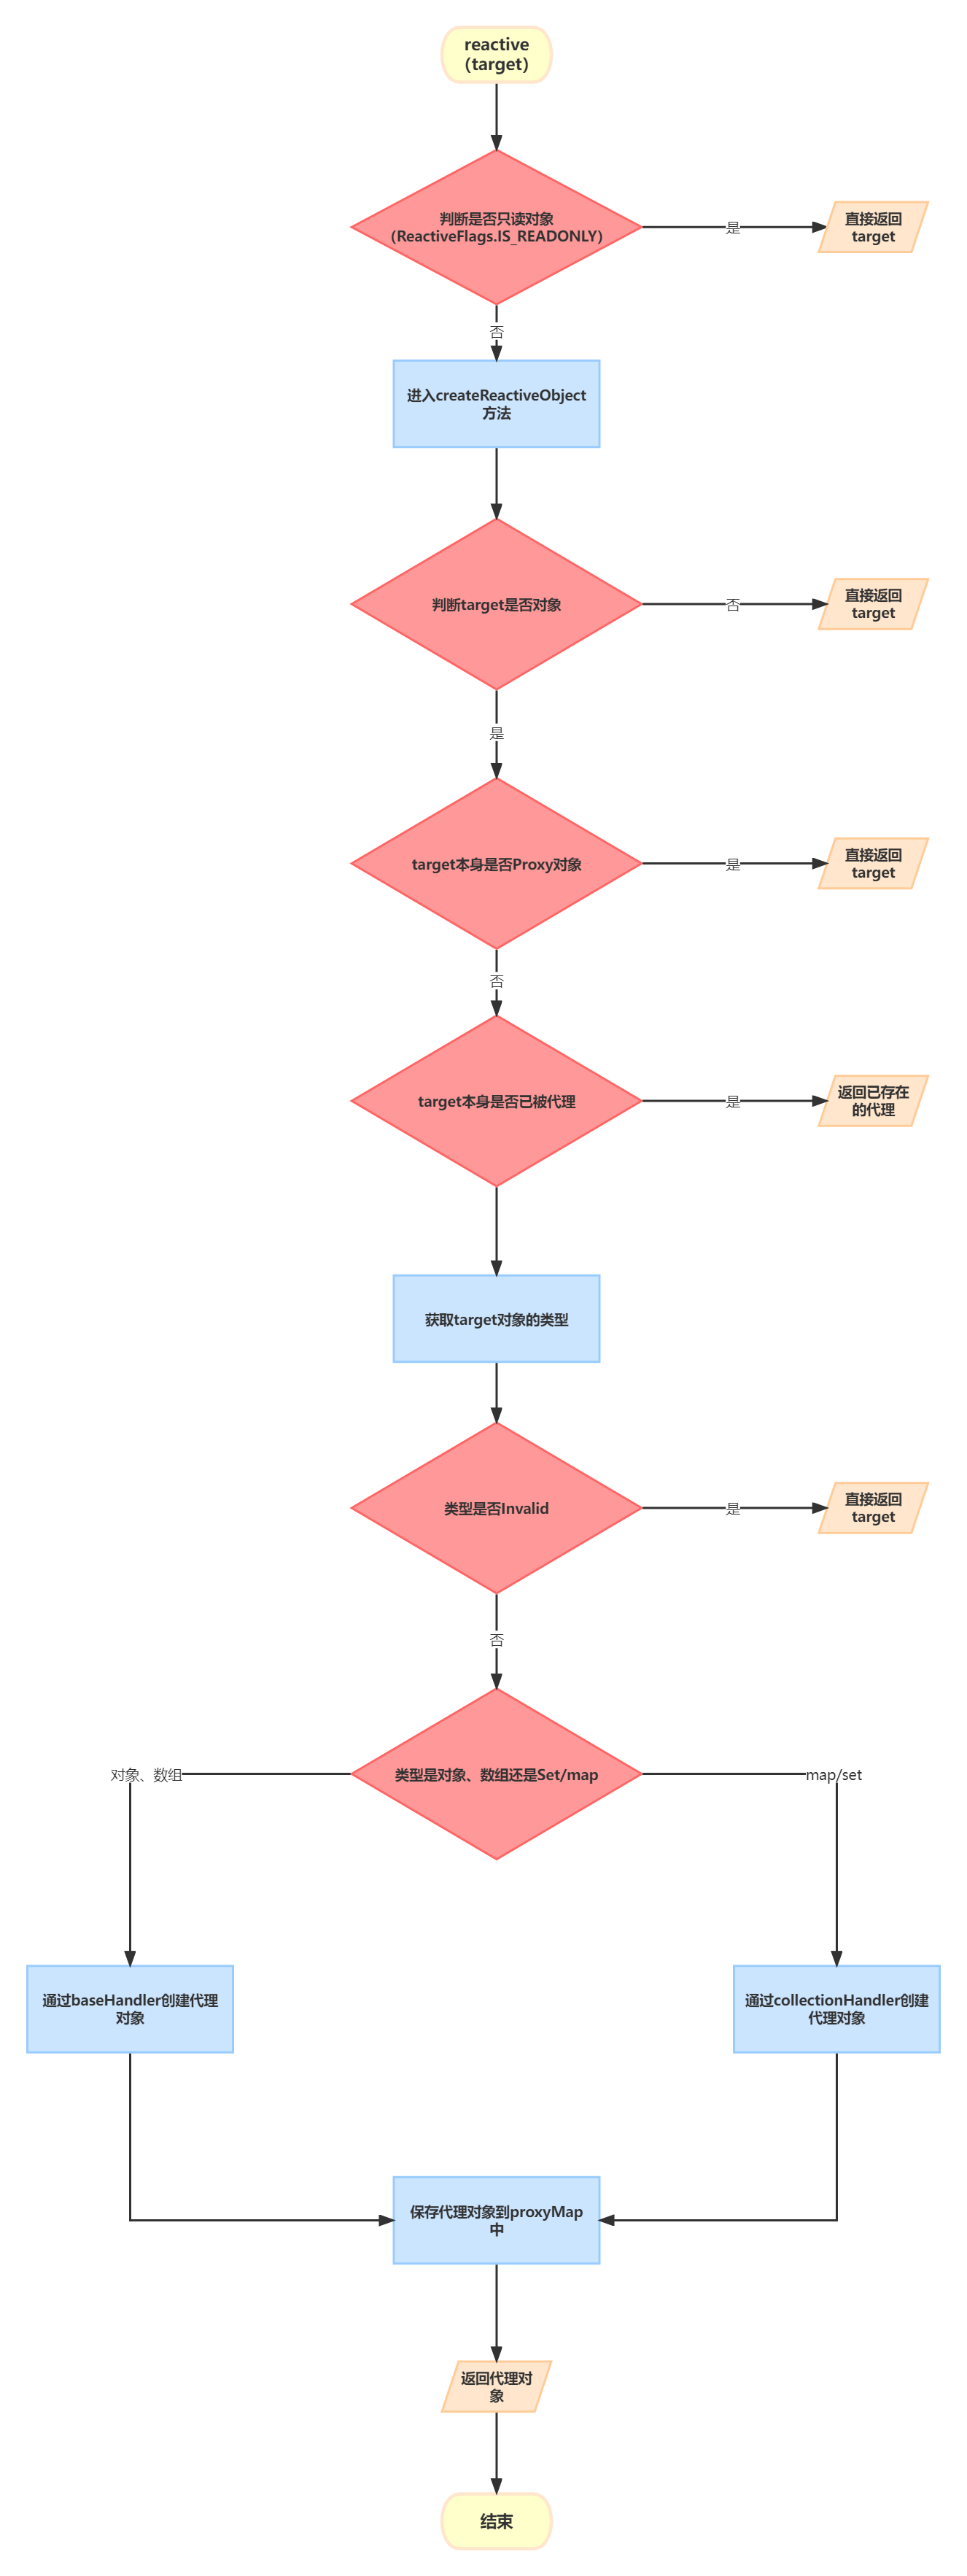 reactive
(target)
判断是否只读对象
(ReactiveFlags.IS_READONLY)
是
直接返回
target
否
进入createReactiveObject
方法
判断target是否对象
否
直接返回
target
是
target本身是否Proxy对象
是
直接返回
target
否
target本身是否已被代理
是
返回已存在
的代理
获取target对象的类型
类型是否Invalid
是
直接返回
target
否
对象、数组
类型是对象、数组还是Set/map
map/set
通过baseHandler创建代理
对象
通过collectionHandler创建
代理对象
保存代理对象到proxyMap
中
返回代理对
象
结束